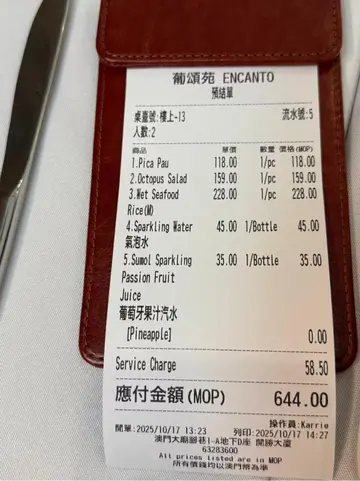 葡頌苑 ENCANTO
預結單
桌臺號:樓上-13 流水號:5
人數:2
商品 單價 數量 價格(MOP)
1.Pica Pau 118.00 1/pc 118.00
2.Octopus Salad 159.00 1/pc 159.00
3.Wet Seafood 228.00 1/pc 228.00
Rice(M)
4.Sparkling Water 45.00 1/Bottle 45.00
氣泡水
5.Sumol Sparkling 35.00 1/Bottle 35.00
Passion Fruit
Juice
葡萄牙果汁汽水
[Pineapple] 0.00
Service Charge 58.50
應付金額(MOP) 644.00
操作員:Karrie
開單:2025/10/17 13:23 列印:2025/10/17 14:27
澳門大廟腳巷1-A地下D座 開勝大廈
63283600
All prices listed are in MOP
所有價錢均以澳門幣為準